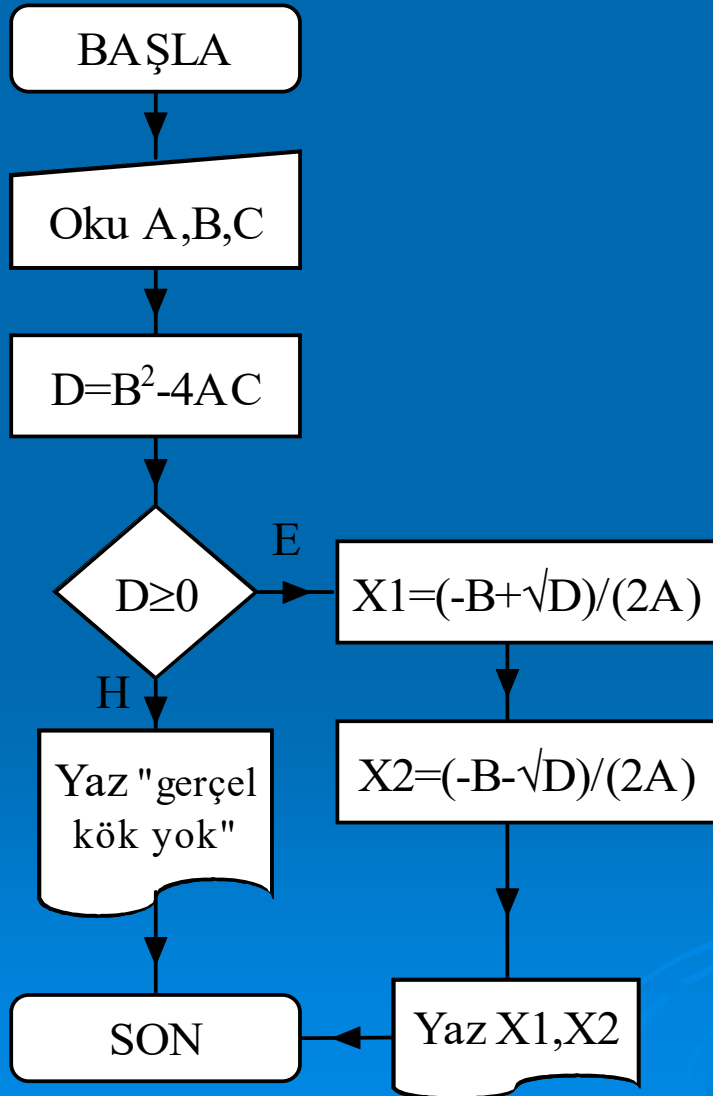 BAŞLA
Oku A,B,C
D=B²-4AC
D≥0
E
X1=(-B+√D)/(2A)
X2=(-B-√D)/(2A)
H
Yaz "gerçel
kök yok"
Yaz X1,X2
SON